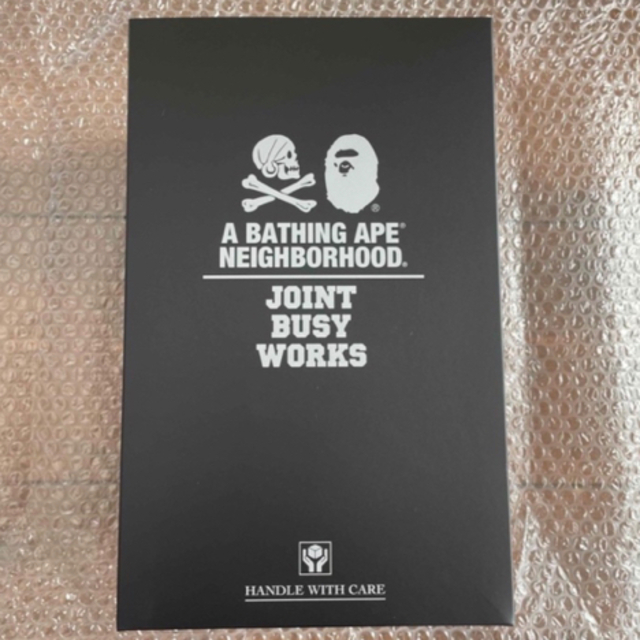 A BATHING APE®
NEIGHBORHOOD®
JOINT
BUSY
WORKS
HANDLE WITH CARE